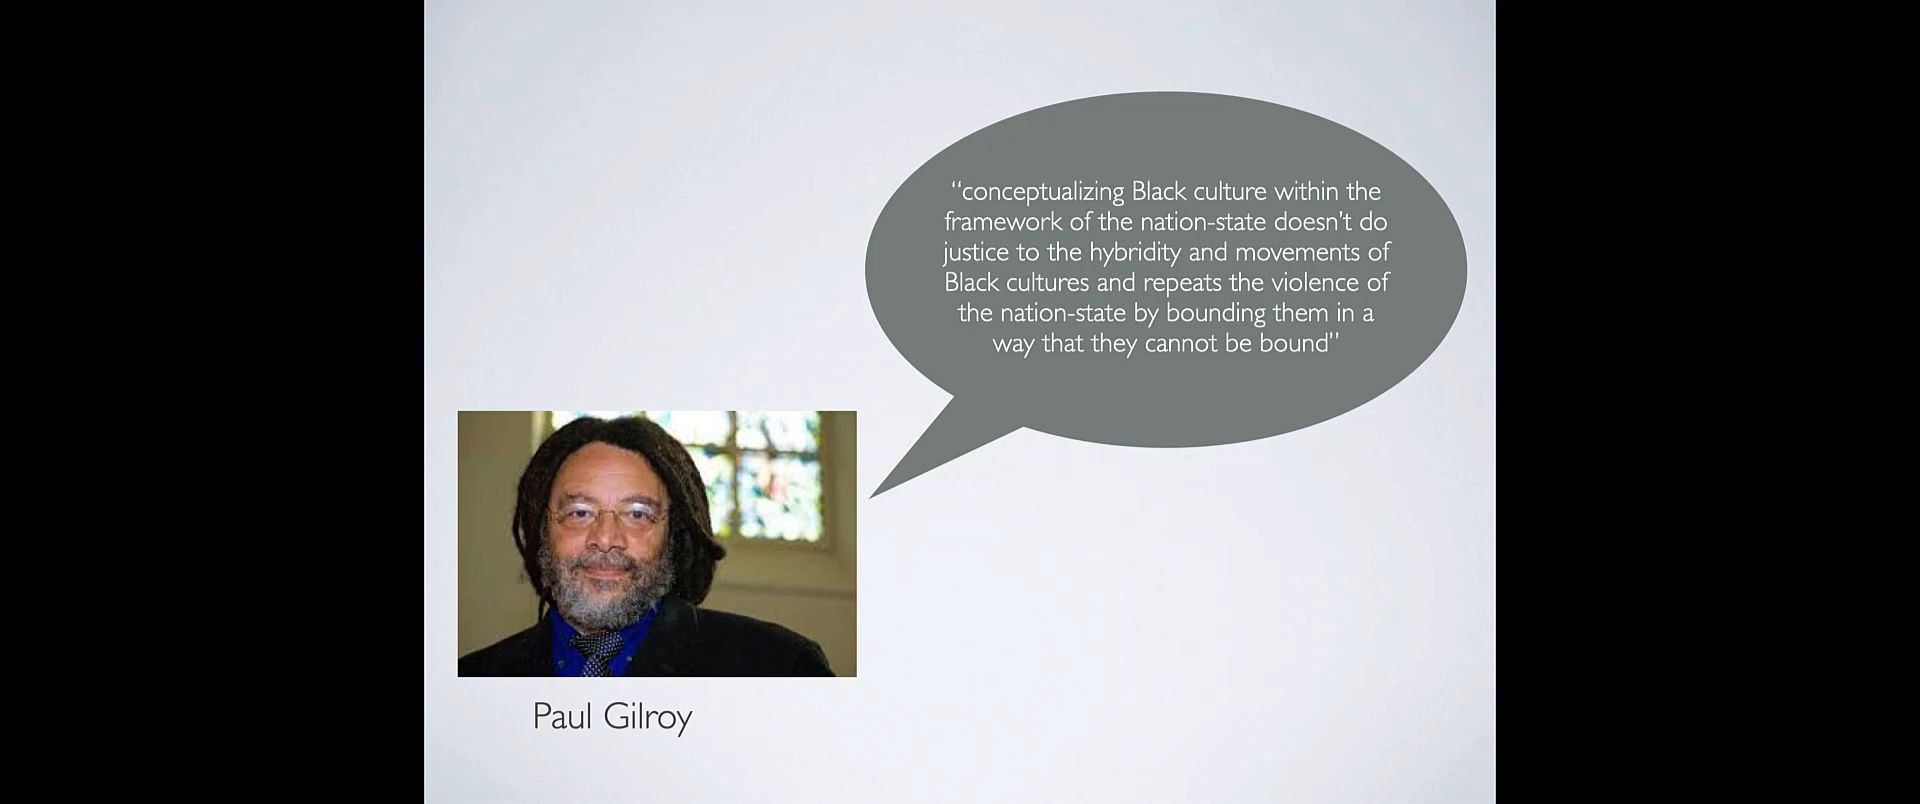 “conceptualizing Black culture within the
framework of the nation-state doesn’t do
justice to the hybridity and movements of
Black cultures and repeats the violence of
the nation-state by bounding them in a
way that they cannot be bound”
Paul Gilroy